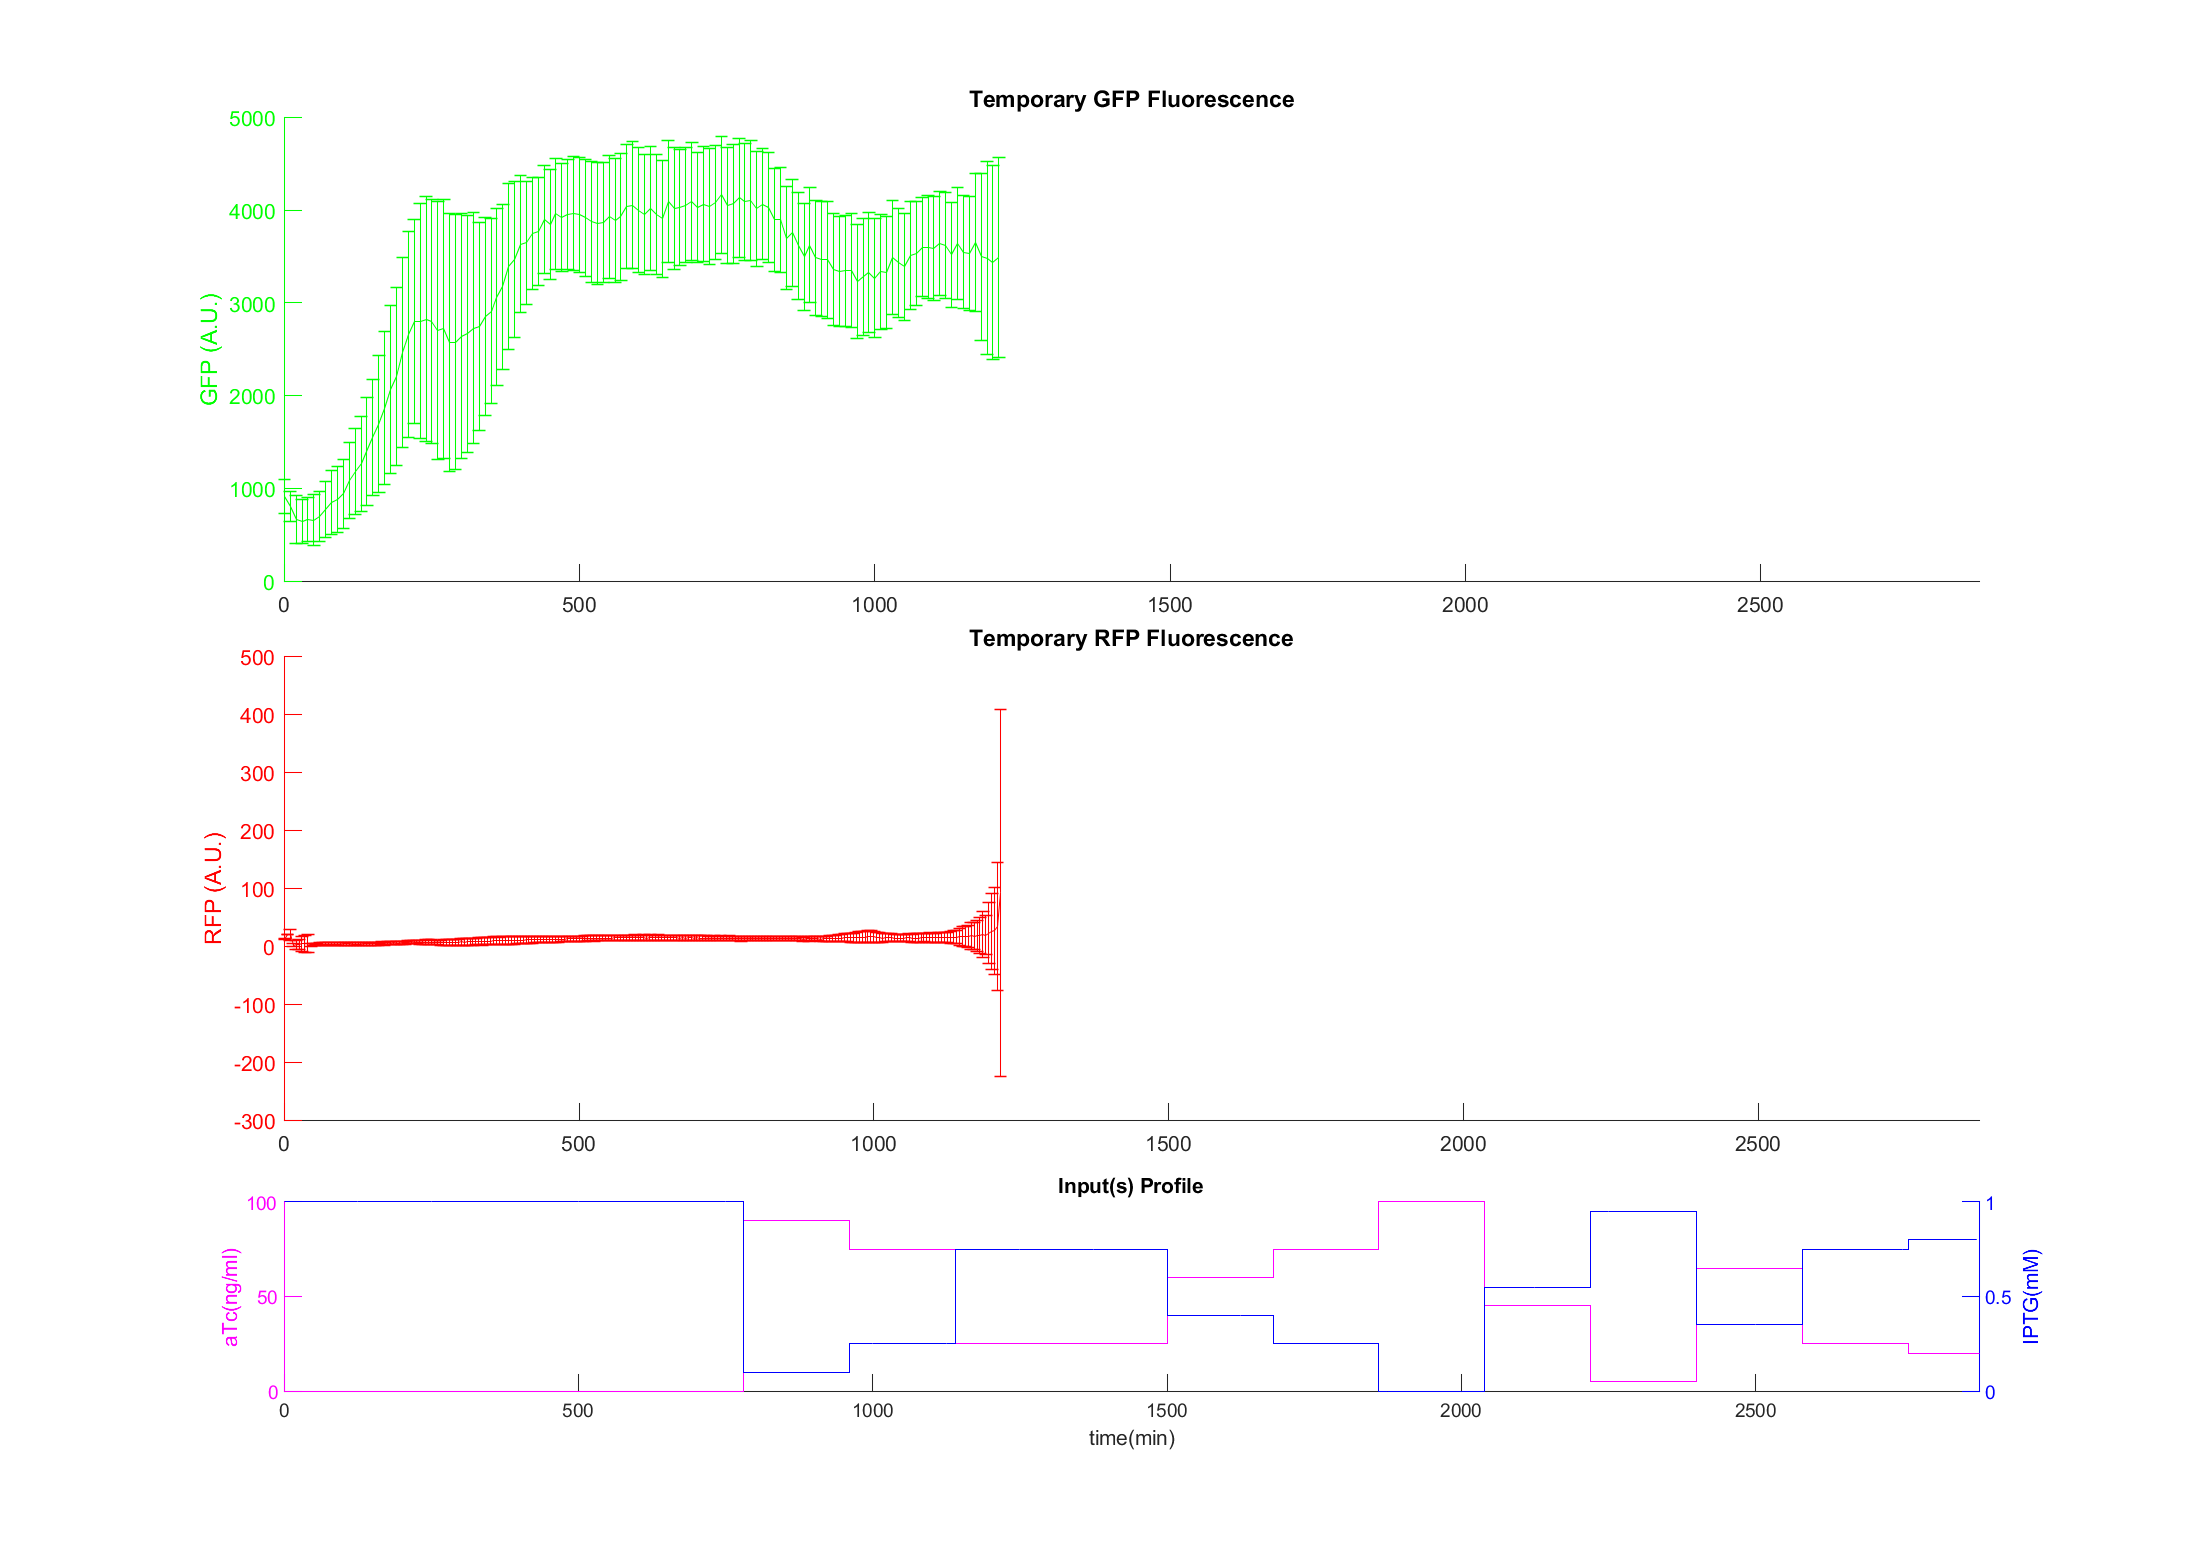 Temporary GFP Fluorescence
GFP (A.U.)
5000
4000
3000
2000
1000
0
0 500 1000 1500 2000 2500
Temporary RFP Fluorescence
RFP (A.U.)
500
400
300
200
100
0
-100
-200
-300
0 500 1000 1500 2000 2500
Input(s) Profile
aTc(ng/ml)
100
50
0
1
0.5
0
IPTG(mM)
0 500 1000 1500 2000 2500
time(min)